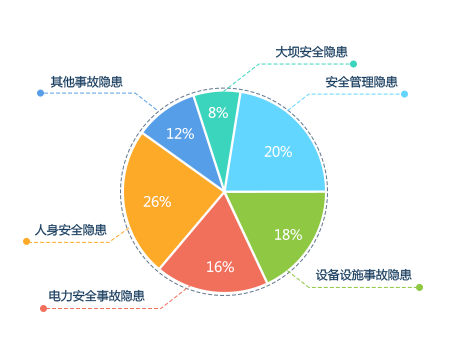 大坝安全隐患
其他事故隐患
安全管理隐患
8%
12%
20%
26%
人身安全隐患
18%
16%
设备设施事故隐患
电力安全事故隐患